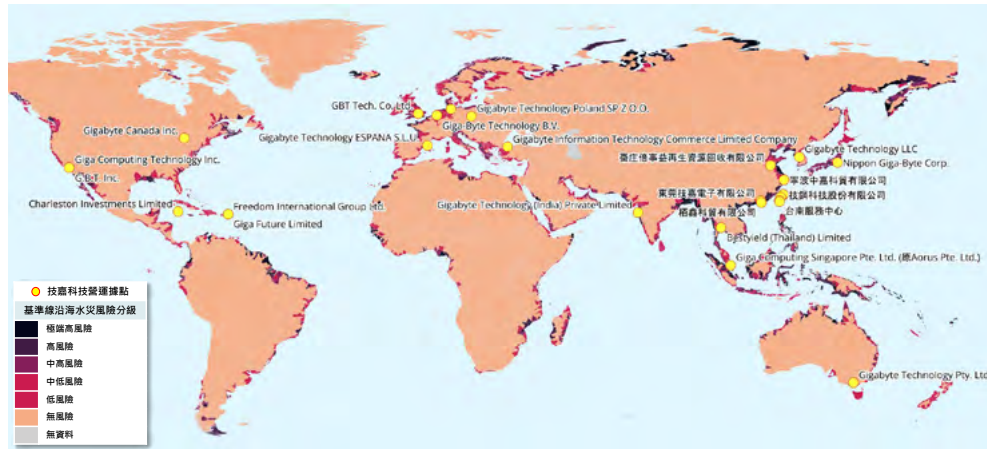 GBT Tech. Co. Ltd.
Gigabyte Technology Poland SP Z O.O.
Gigabyte Canada Inc.
Giga-Byte Technology B.V.
Gigabyte Technology ESPANA S.L.U.
Gigabyte Information Technology Commerce Limited Company
Gigabyte Technology LLC
Giga Computing Technology Inc.
棗庄倍事益再生資源回收有限公司
Nippon Giga-Byte Corp.
G.B.T. Inc.
寧波中嘉科貿有限公司
東莞技嘉電子有限公司
技鋼科技股份有限公司
Charleston Investments Limited
Freedom International Group Ltd.
Gigabyte Technology (India) Private Limited
栢鑫科貿有限公司
台南服務中心
Giga Future Limited
Bestyield (Thailand) Limited
Giga Computing Singapore Pte. Ltd. (原Aorus Pte. Ltd.)
Gigabyte Technology Pty. Ltd
技嘉科技營運據點
基準線沿海水災風險分級
極端高風險
高風險
中高風險
中低風險
低風險
無風險
無資料